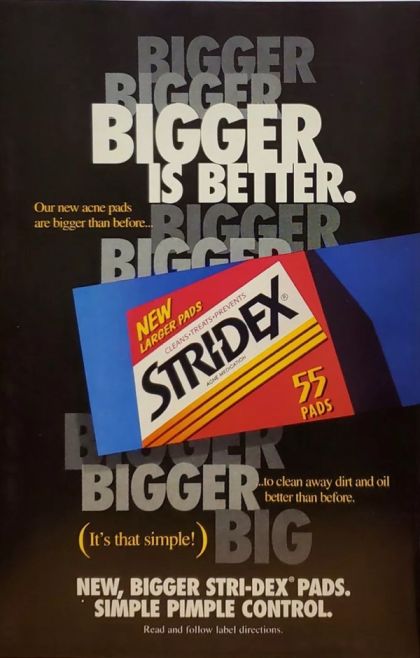 BIGGER
BIGGER
BIGGER
IS BETTER.
Our new acne pads
are bigger than before...
BIGGER
BIGGER
NEW
LARGER PADS
CLEANS•TREATS•PREVENTS
STRI-DEX®
ACNE MEDICATION
55
PADS
BIGGER
BIGGER
...to clean away dirt and oil
better than before.
(It's that simple!)
BIG
NEW, BIGGER STRI-DEX® PADS.
SIMPLE PIMPLE CONTROL.
Read and follow label directions.